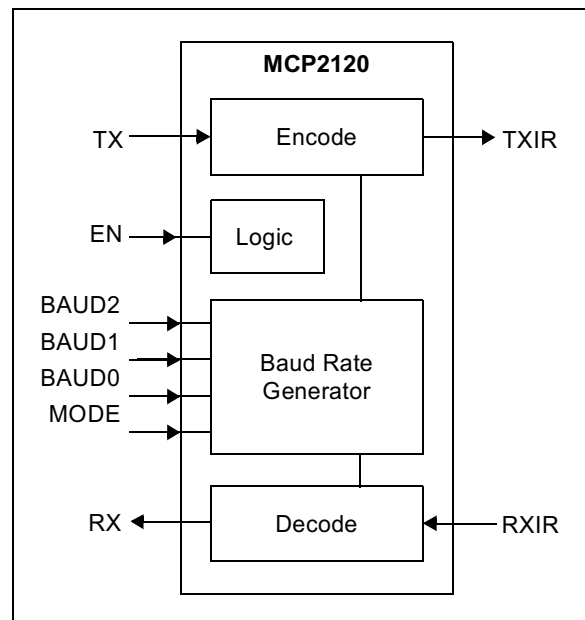 MCP2120
TX
Encode
TXIR
EN
Logic
BAUD2
BAUD1
BAUD0
MODE
Baud Rate
Generator
RX
Decode
RXIR